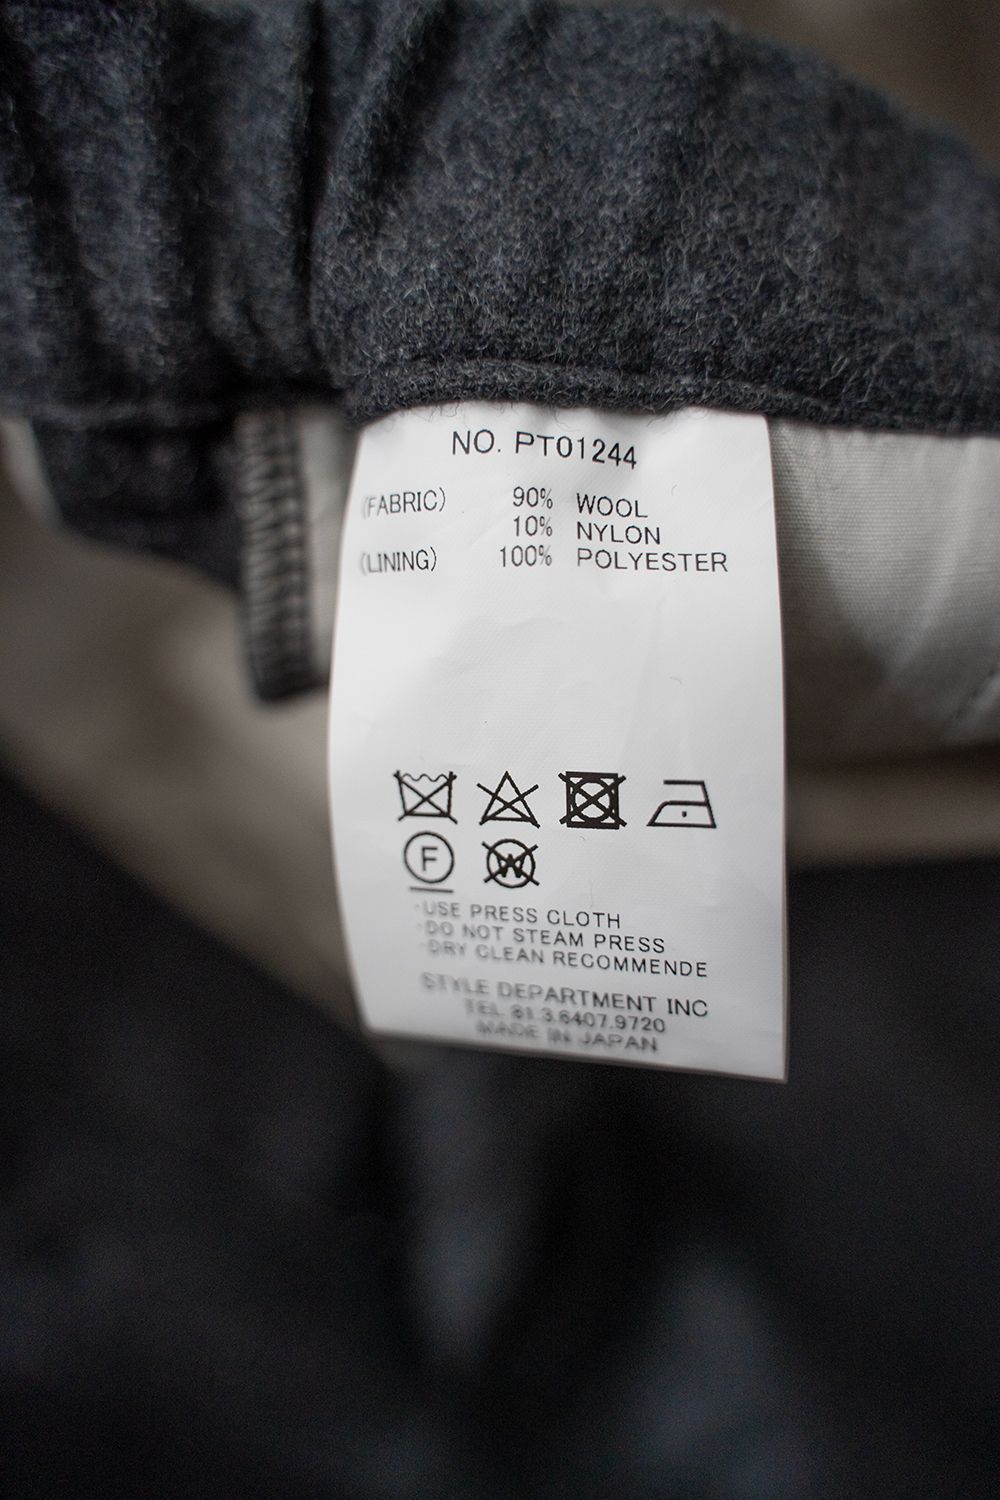 NO. PT01244
(FABRIC) 90% WOOL
10% NYLON
(LINING) 100% POLYESTER
F W
·USE PRESS CLOTH
·DO NOT STEAM PRESS
·DRY CLEAN RECOMMENDE
STYLE DEPARTMENT INC
TEL 81.3.6407.9720
MADE IN JAPAN